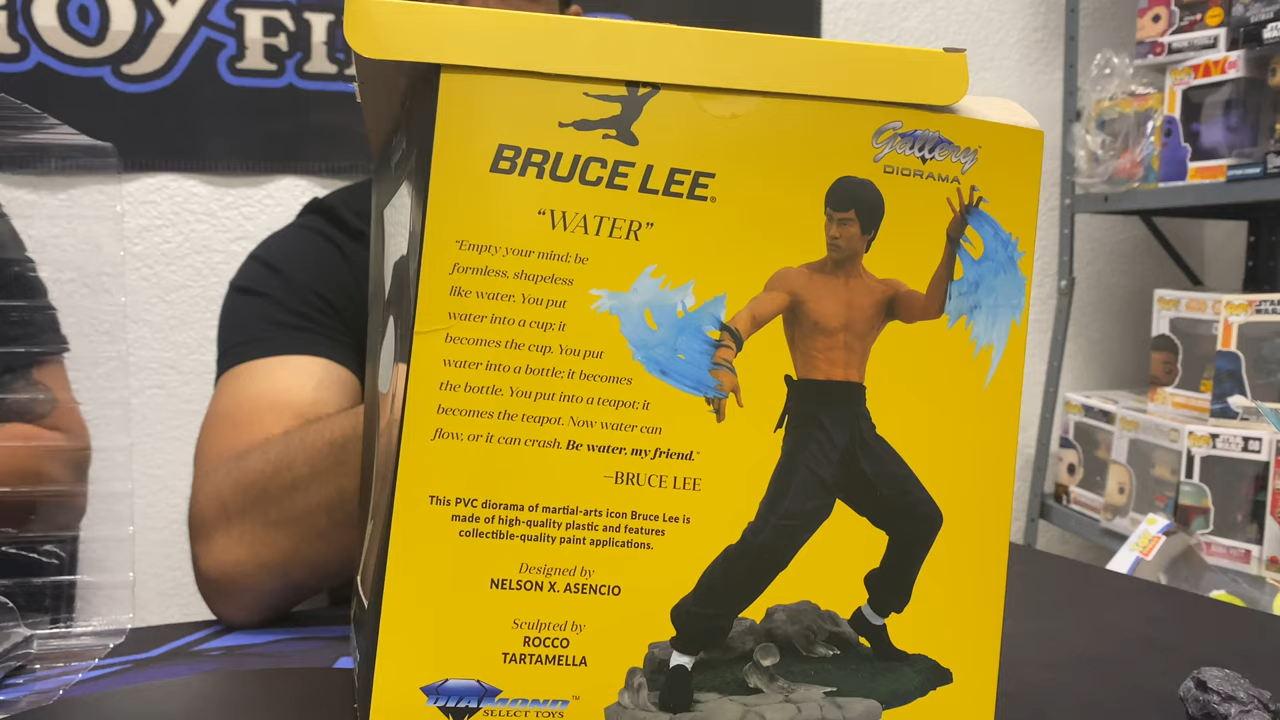 TOY FI
BRUCE LEE®
Gallery™
DIORAMA
"WATER"
"Empty your mind; be
formless, shapeless
like water. You put
water into a cup; it
becomes the cup. You put
water into a bottle; it becomes
the bottle. You put into a teapot; it
becomes the teapot. Now water can
flow, or it can crash. Be water, my friend."
—BRUCE LEE
This PVC diorama of martial-arts icon Bruce Lee is
made of high-quality plastic and features
collectible-quality paint applications.
Designed by
NELSON X. ASENCIO
Sculpted by
ROCCO
TARTAMELLA
DIAMOND™
SELECT TOYS